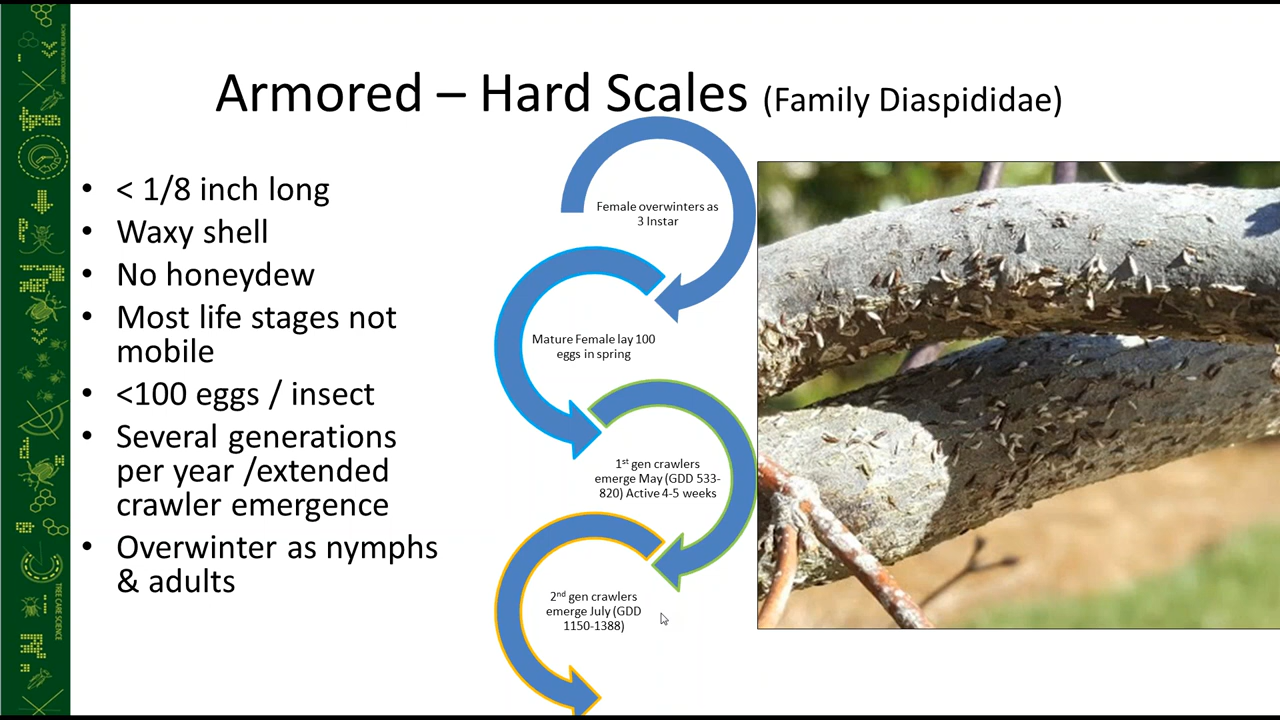 Armored – Hard Scales (Family Diaspididae)
• < 1/8 inch long
• Waxy shell
• No honeydew
• Most life stages not
mobile
• <100 eggs / insect
• Several generations
per year /extended
crawler emergence
• Overwinter as nymphs
& adults
Female overwinters as
3 Instar
Mature Female lay 100
eggs in spring
1st gen crawlers
emerge May (GDD 533-
820) Active 4-5 weeks
2nd gen crawlers
emerge July (GDD
1150-1388)
TREE CARE SCIENCE